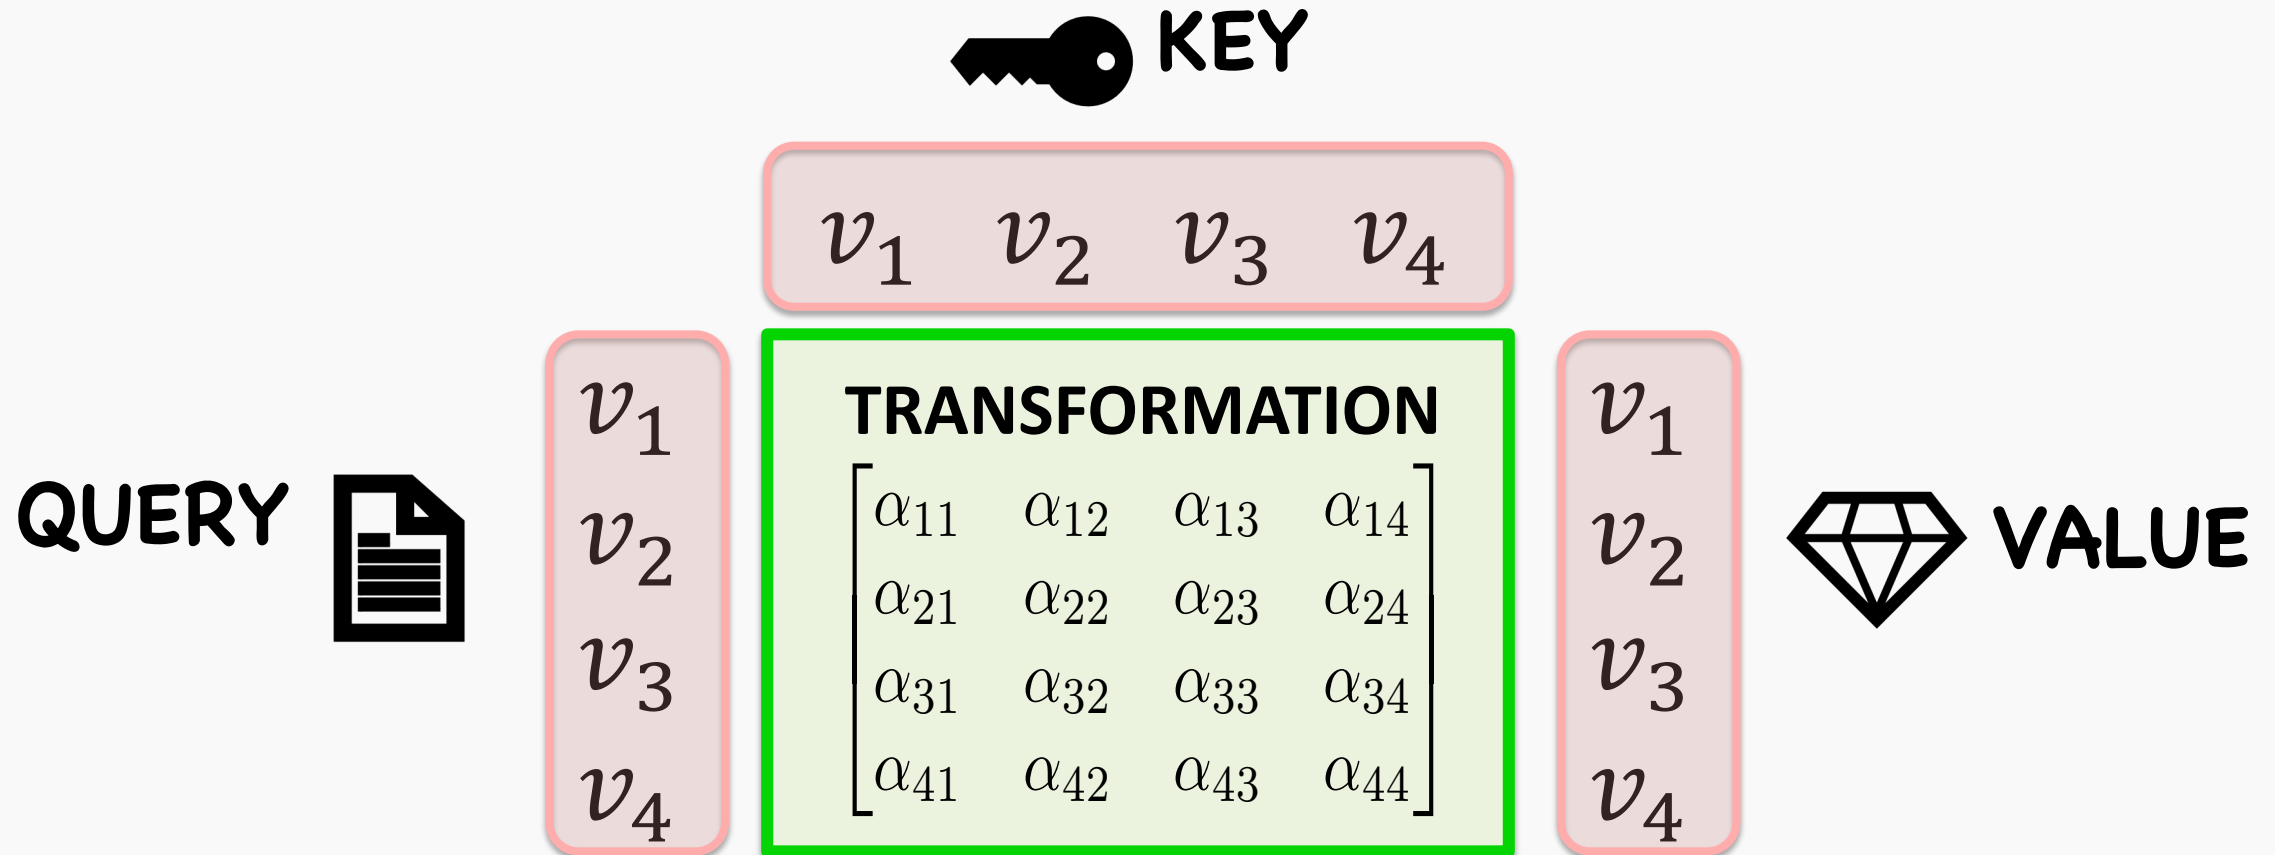 KEY
v₁ v₂ v₃ v₄
QUERY
v₁
v₂
v₃
v₄
TRANSFORMATION
α₁₁ α₁₂ α₁₃ α₁₄
α₂₁ α₂₂ α₂₃ α₂₄
α₃₁ α₃₂ α₃₃ α₃₄
α₄₁ α₄₂ α₄₃ α₄₄
v₁
v₂
v₃
v₄
VALUE